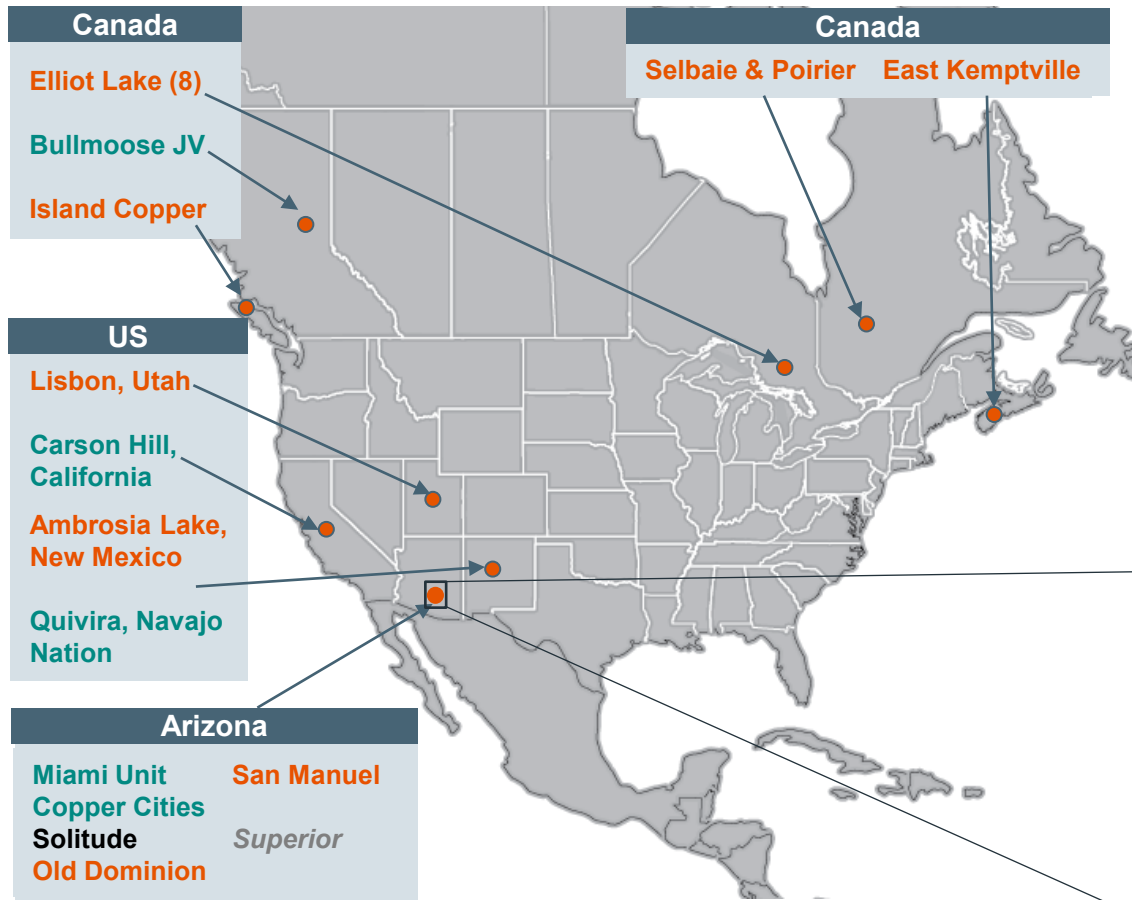 Canada
Elliot Lake (8)
Bullmoose JV
Island Copper
Canada
Selbaie & Poirier East Kemptville
US
Lisbon, Utah
Carson Hill,
California
Ambrosia Lake,
New Mexico
Quivira, Navajo
Nation
Arizona
Miami Unit San Manuel
Copper Cities
Solitude Superior
Old Dominion